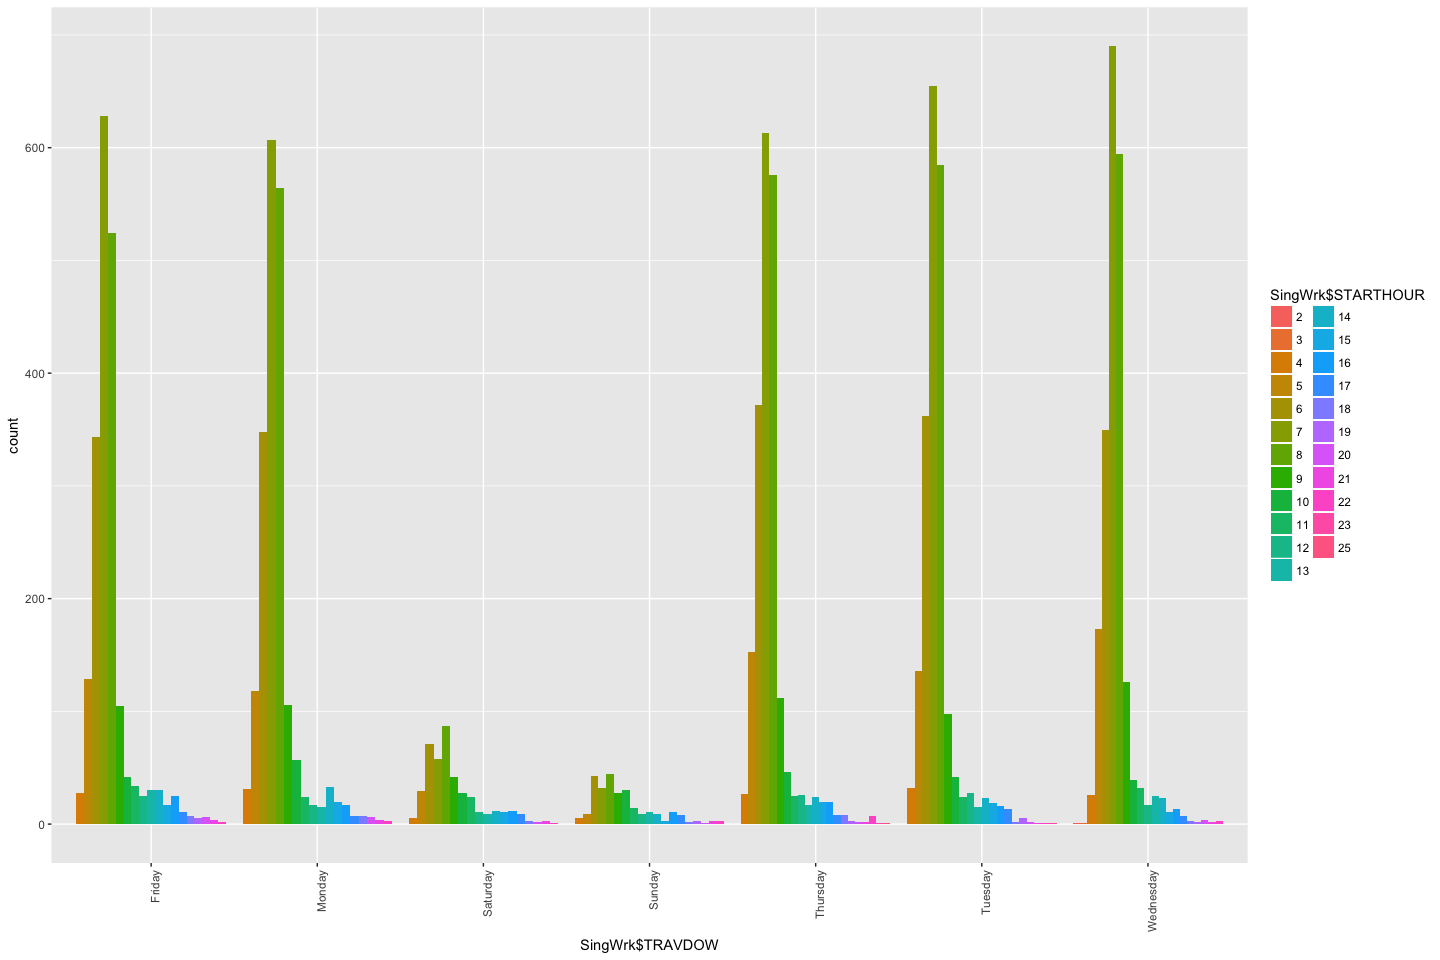 600
400
200
0
count
Friday
Monday
Saturday
Sunday
Thursday
Tuesday
Wednesday
SingWrk$TRAVDOW
SingWrk$STARTHOUR
2 14
3 15
4 16
5 17
6 18
7 19
8 20
9 21
10 22
11 23
12 25
13